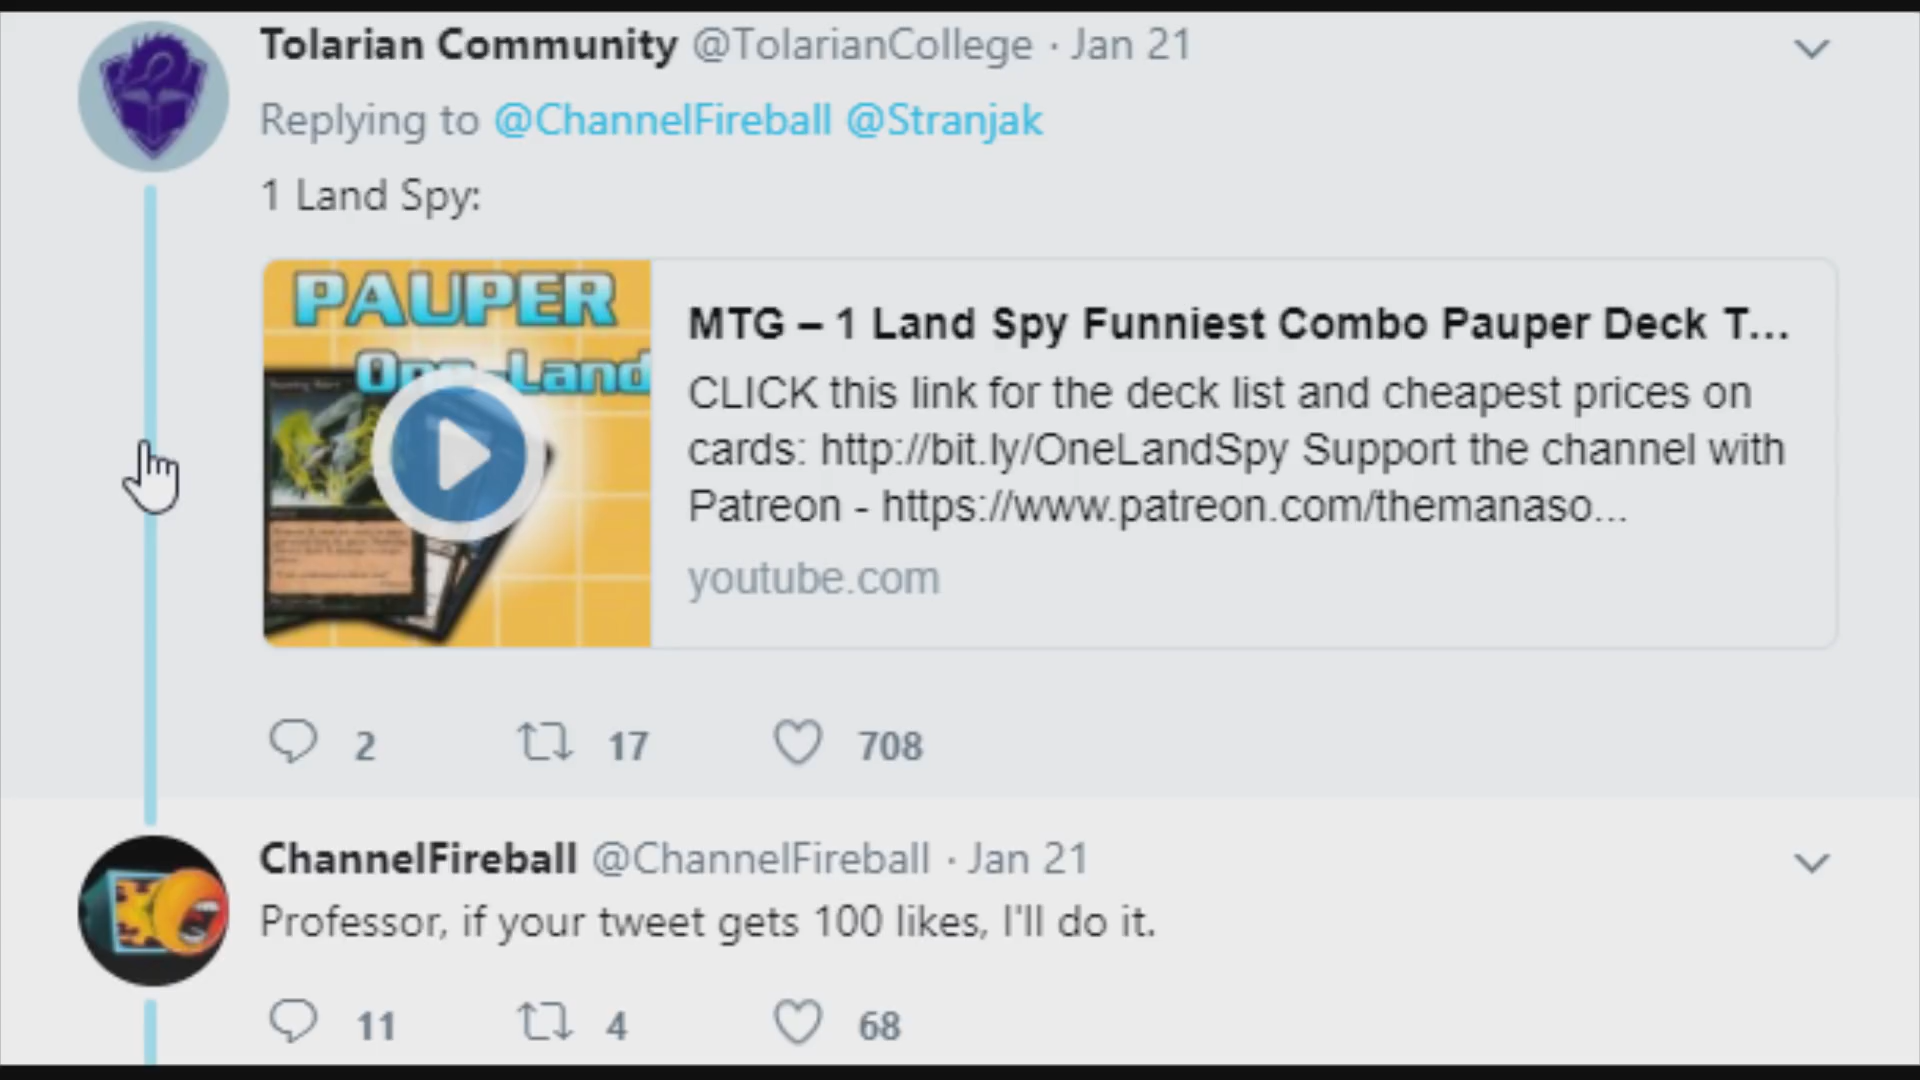 Tolarian Community @TolarianCollege · Jan 21
Replying to @ChannelFireball @Stranjak
1 Land Spy:
PAUPER
One-Land
MTG – 1 Land Spy Funniest Combo Pauper Deck T...
CLICK this link for the deck list and cheapest prices on
cards: http://bit.ly/OneLandSpy Support the channel with
Patreon - https://www.patreon.com/themanaso...
youtube.com
2 17 708
ChannelFireball @ChannelFireball · Jan 21
Professor, if your tweet gets 100 likes, I'll do it.
11 4 68